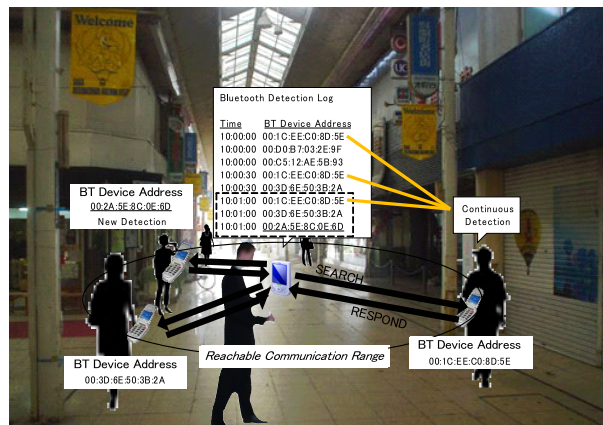 Welcome
UC
Bluetooth Detection Log
Time BT Device Address
10:00:00 00:1C:EE:C0:8D:5E
10:00:00 00:D0:B7:03:2E:9F
10:00:00 00:C5:12:AE:5B:93
10:00:30 00:1C:EE:C0:8D:5E
10:00:30 00:3D:6E:50:3B:2A
10:01:00 00:1C:EE:C0:8D:5E
10:01:00 00:3D:6E:50:3B:2A
10:01:00 00:2A:5E:8C:0E:6D
BT Device Address
00:2A:5E:8C:0E:6D
New Detection
Continuous
Detection
SEARCH
RESPOND
Reachable Communication Range
BT Device Address
00:3D:6E:50:3B:2A
BT Device Address
00:1C:EE:C0:8D:5E